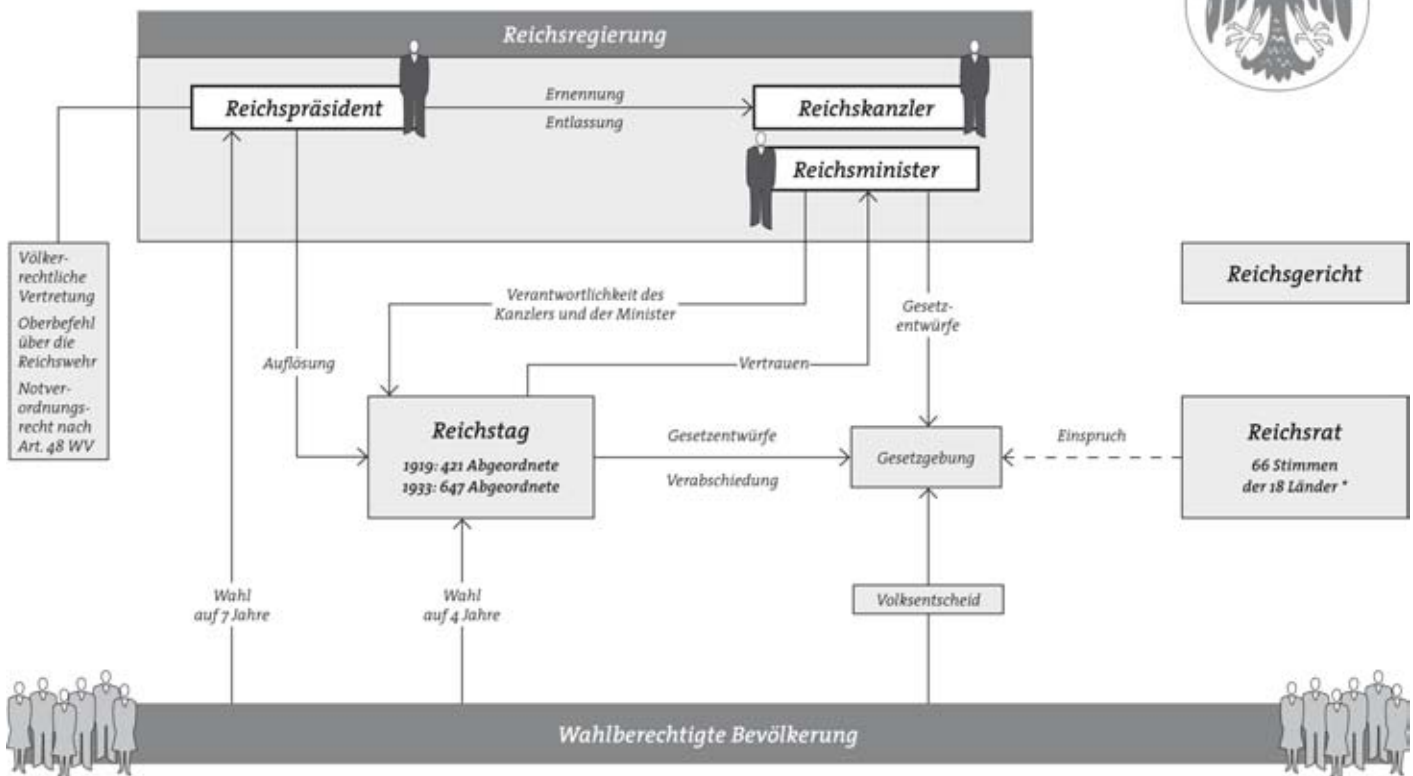 Reichsregierung
Reichspräsident
Ernennung
Entlassung
Reichskanzler
Reichsminister
Völker-
rechtliche
Vertretung
Oberbefehl
über die
Reichswehr
Notver-
ordnungs-
recht nach
Art. 48 WV
Auflösung
Verantwortlichkeit des
Kanzlers und der Minister
Vertrauen
Gesetz-
entwürfe
Reichsgericht
Reichstag
1919: 421 Abgeordnete
1933: 647 Abgeordnete
Gesetzentwürfe
Verabschiedung
Gesetzgebung
Einspruch
Reichsrat
66 Stimmen
der 18 Länder *
Wahl
auf 7 Jahre
Wahl
auf 4 Jahre
Volksentscheid
Wahlberechtigte Bevölkerung